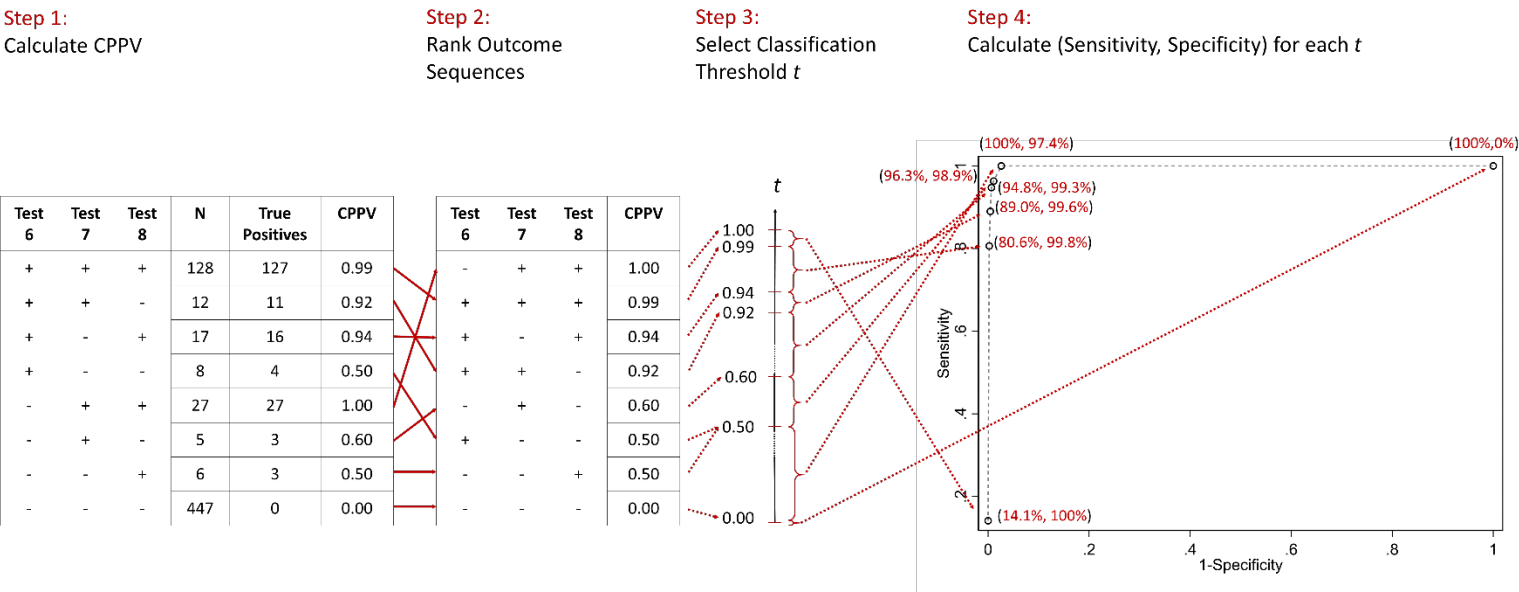 Step 1:
Calculate CPPV
Step 2:
Rank Outcome
Sequences
Step 3:
Select Classification
Threshold t
Step 4:
Calculate (Sensitivity, Specificity) for each t
Test 6 Test 7 Test 8 N True Positives CPPV
+ + + 128 127 0.99
+ + - 12 11 0.92
+ - + 17 16 0.94
+ - - 8 4 0.50
- + + 27 27 1.00
- + - 5 3 0.60
- - + 6 3 0.50
- - - 447 0 0.00
Test 6 Test 7 Test 8 CPPV
- + + 1.00
+ + + 0.99
+ - + 0.94
+ + - 0.92
- + - 0.60
+ - - 0.50
- - + 0.50
- - - 0.00
t
1.00
0.99
0.94
0.92
0.60
0.50
0.00
(100%, 97.4%)
(100%,0%)
(96.3%, 98.9%)
(94.8%, 99.3%)
(89.0%, 99.6%)
(80.6%, 99.8%)
(14.1%, 100%)
Sensitivity
1
.8
.6
.4
.2
0 .2 .4 .6 .8 1
1-Specificity